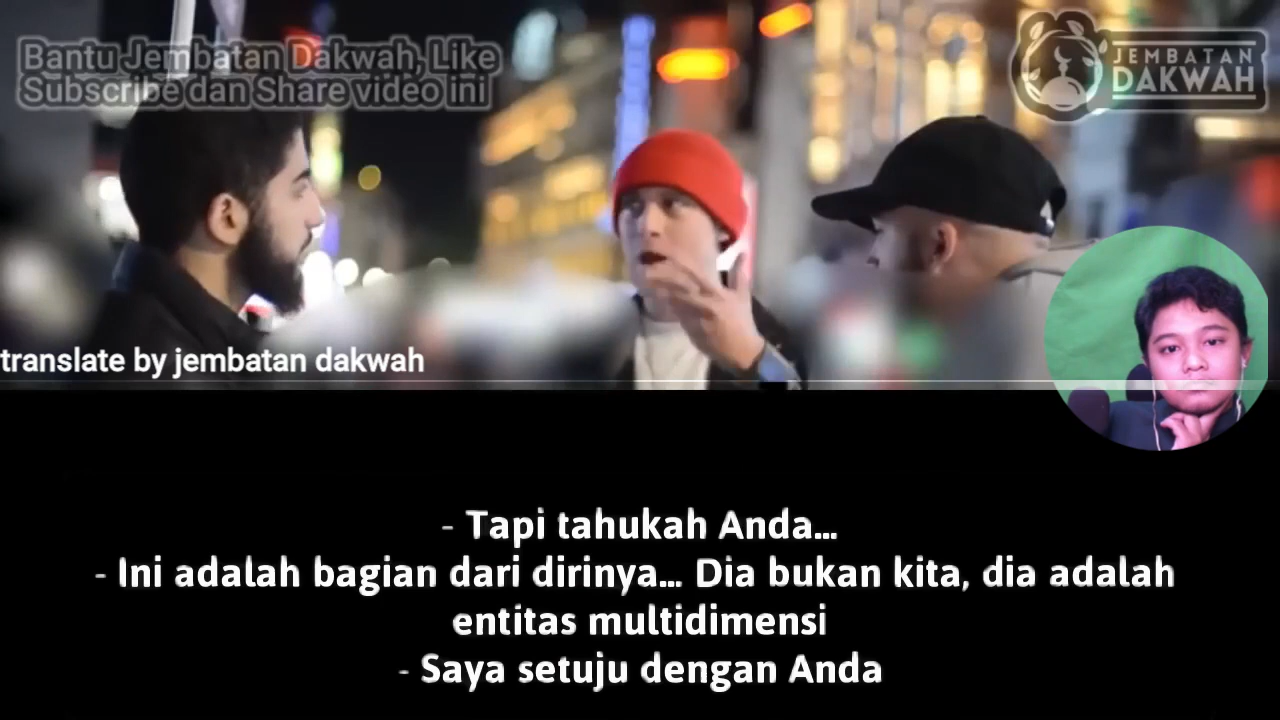 Bantu Jembatan Dakwah, Like
Subscribe dan Share video ini
JEMBATAN
DAKWAH
translate by jembatan dakwah
- Tapi tahukah Anda...
- Ini adalah bagian dari dirinya... Dia bukan kita, dia adalah
entitas multidimensi
- Saya setuju dengan Anda